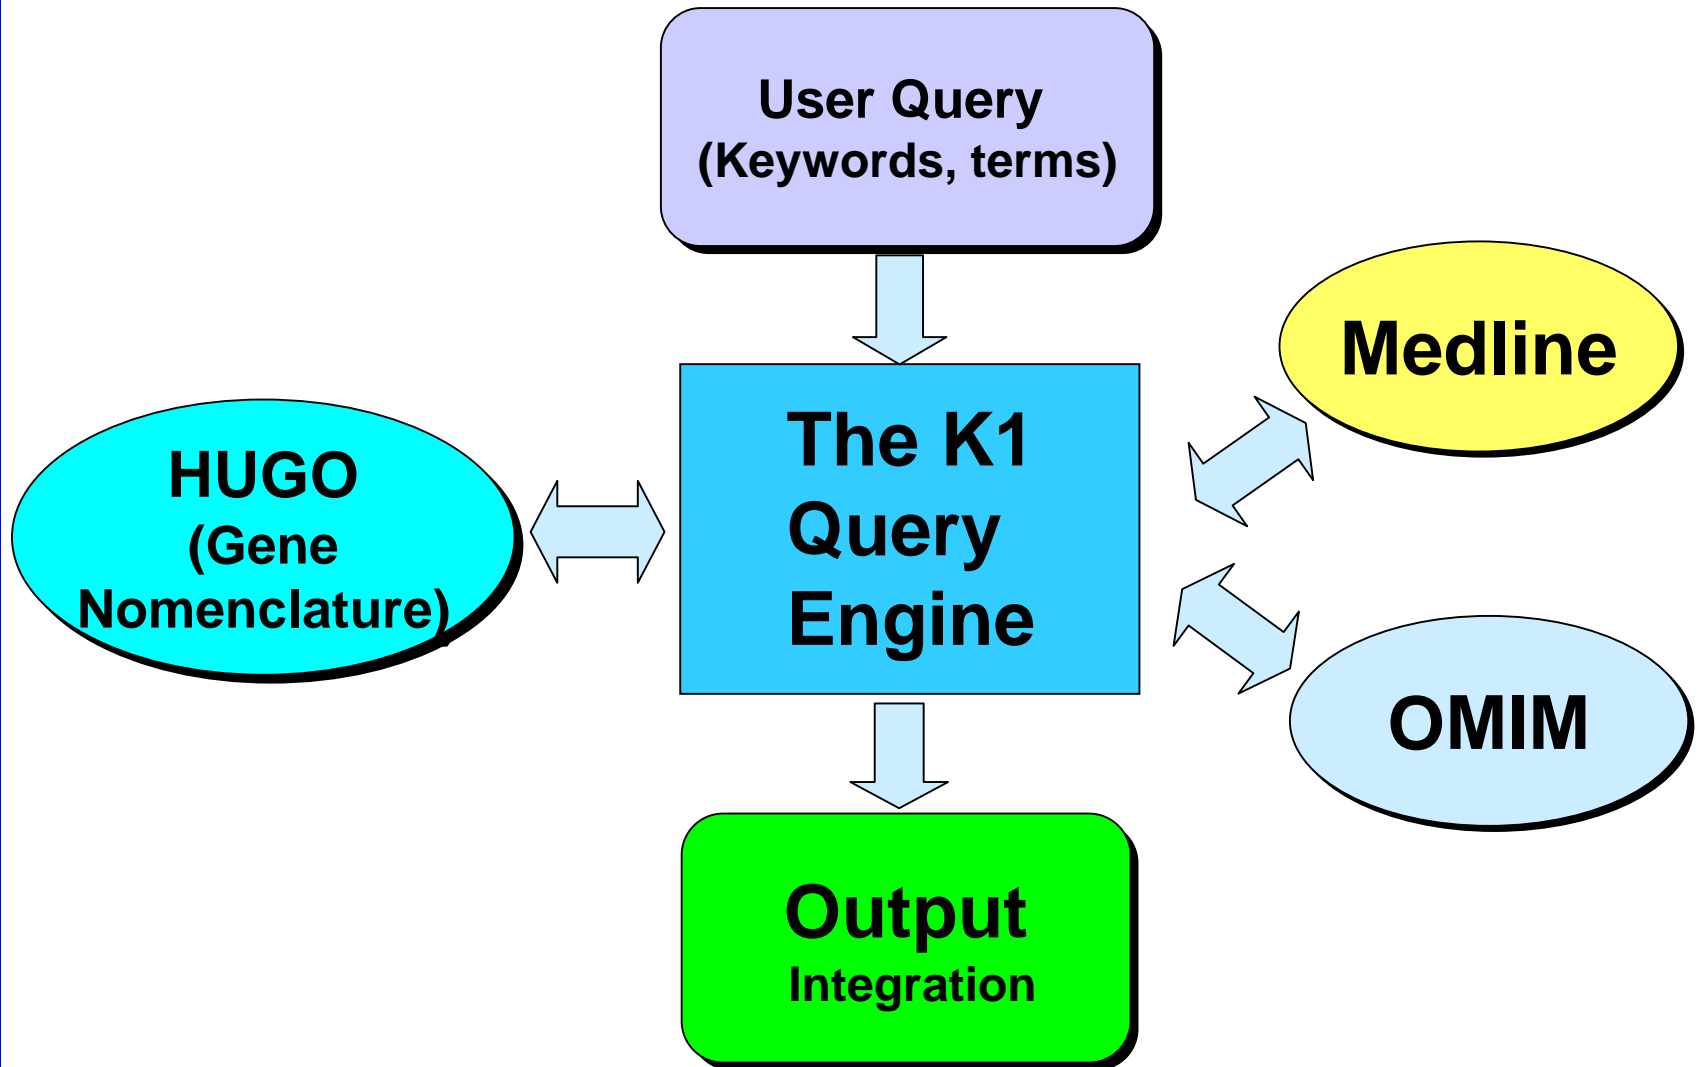 User Query
(Keywords, terms)
Medline
The K1
Query
Engine
HUGO
(Gene
Nomenclature)
OMIM
Output
Integration